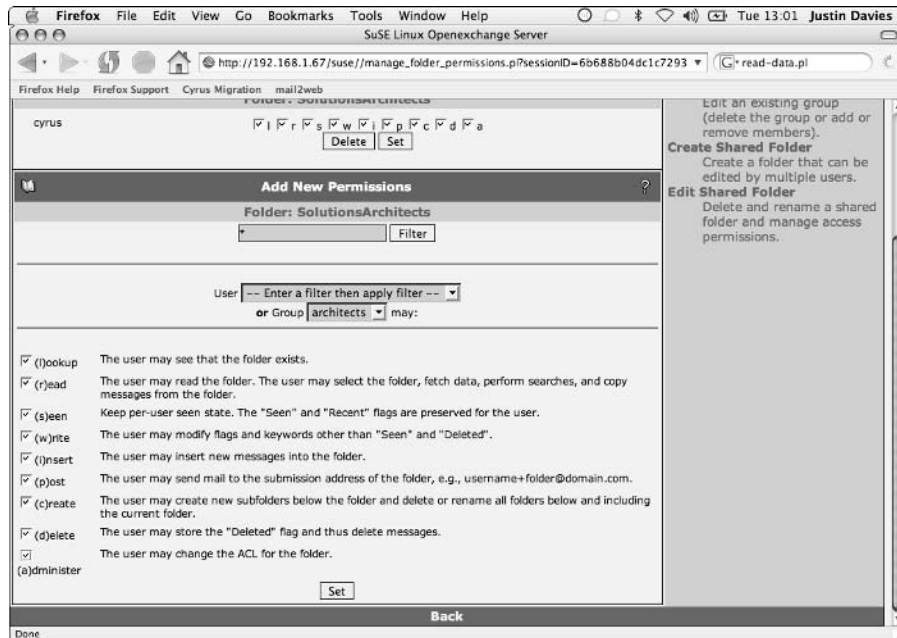 Firefox File Edit View Go Bookmarks Tools Window Help Tue 13:01 Justin Davies
SuSE Linux Openexchange Server
http://192.168.1.67/suse//manage_folder_permissions.pl?sessionID=6b688b04dc1c7293
G read-data.pl
Firefox Help Firefox Support Cyrus Migration mail2web
Folder: SolutionsArchitects
cyrus
l r s w i p c d a
Delete Set
Add New Permissions ?
Folder: SolutionsArchitects
* Filter
User -- Enter a filter then apply filter --
or Group architects may:
(l)ookup The user may see that the folder exists.
(r)ead The user may read the folder. The user may select the folder, fetch data, perform searches, and copy
messages from the folder.
(s)een Keep per-user seen state. The "Seen" and "Recent" flags are preserved for the user.
(w)rite The user may modify flags and keywords other than "Seen" and "Deleted".
(i)nsert The user may insert new messages into the folder.
(p)ost The user may send mail to the submission address of the folder, e.g., username+folder@domain.com.
(c)reate The user may create new subfolders below the folder and delete or rename all folders below and including
the current folder.
(d)elete The user may store the "Deleted" flag and thus delete messages.
(a)dminister The user may change the ACL for the folder.
Set
Back
Edit an existing group
(delete the group or add or
remove members).
Create Shared Folder
Create a folder that can be
edited by multiple users.
Edit Shared Folder
Delete and rename a shared
folder and manage access
permissions.
Done